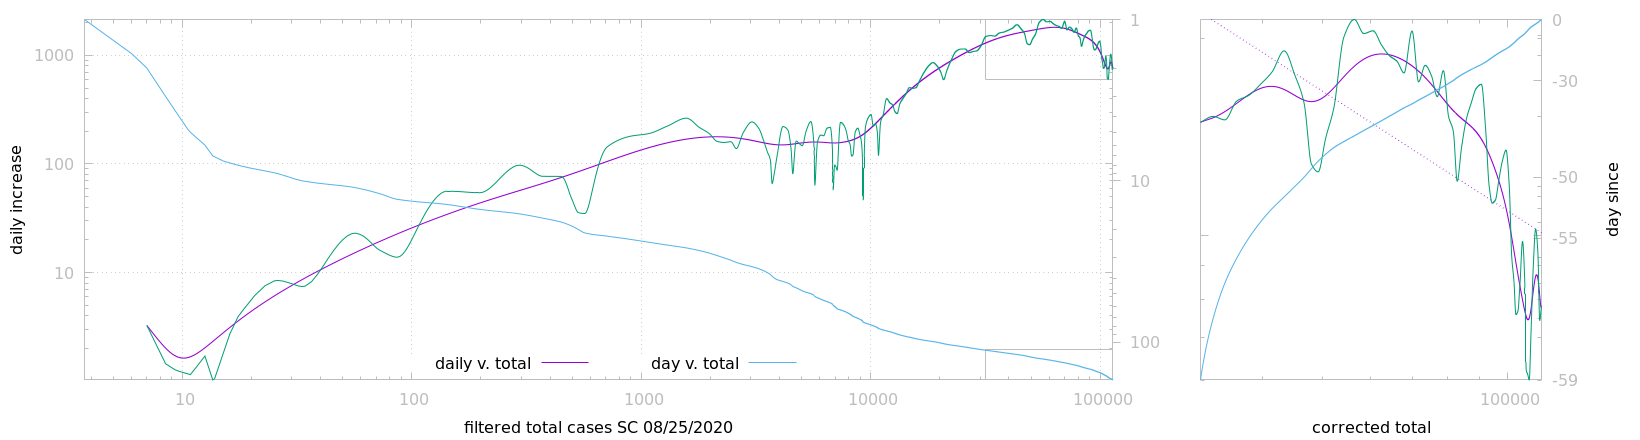 1000
100
10
daily increase
1
10
100
daily v. total
day v. total
10
100
1000
10000
100000
filtered total cases SC 08/25/2020
0
-30
-50
-55
-59
day since
100000
corrected total